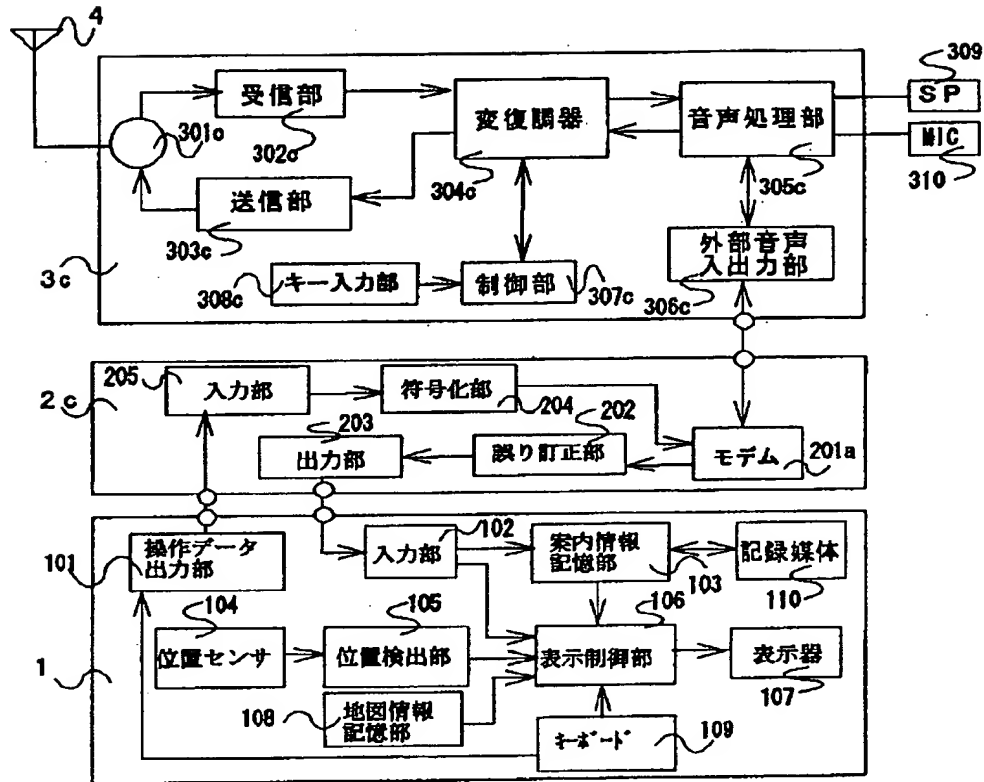 4
309
受信部
変復調器
音声処理部
SP
301c
302c
MIC
送信部
304c
305c
310
303c
外部音声
入出力部
3c
308c
キー入力部
制御部
307c
306c
205
入力部
符号化部
2c
204
202
203
出力部
誤り訂正部
モデム
201a
102
操作データ
出力部
入力部
案内情報
記憶部
記録媒体
101
103
110
104
105
106
位置センサ
位置検出部
表示制御部
表示器
1
107
108
地図情報
記憶部
キーボード
109